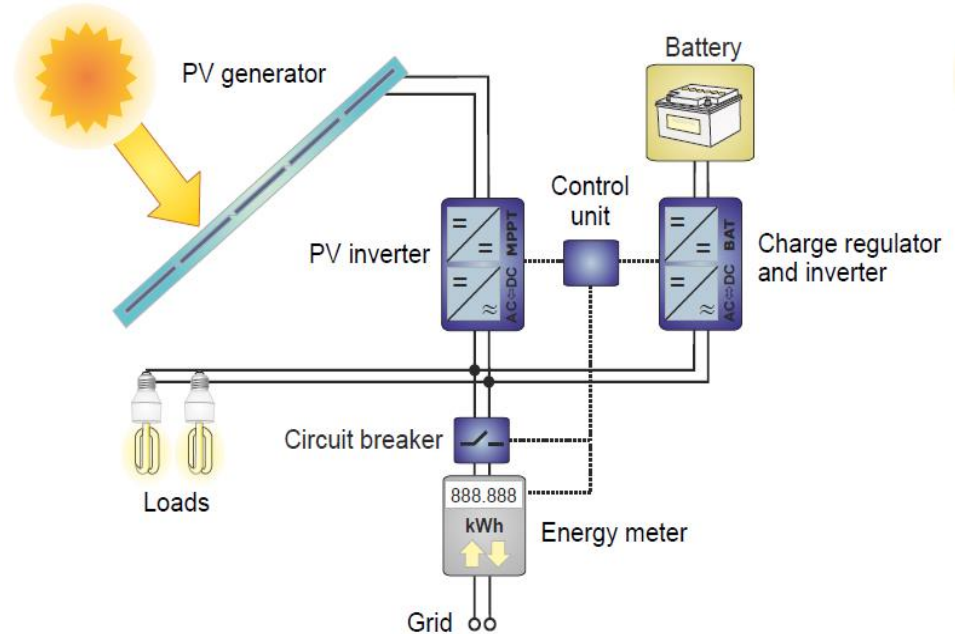 Battery
PV generator
Control
unit
PV inverter
AC⇔DC MPPT
AC⇔DC BAT
Charge regulator
and inverter
Circuit breaker
Loads
888.888
kWh
Energy meter
Grid